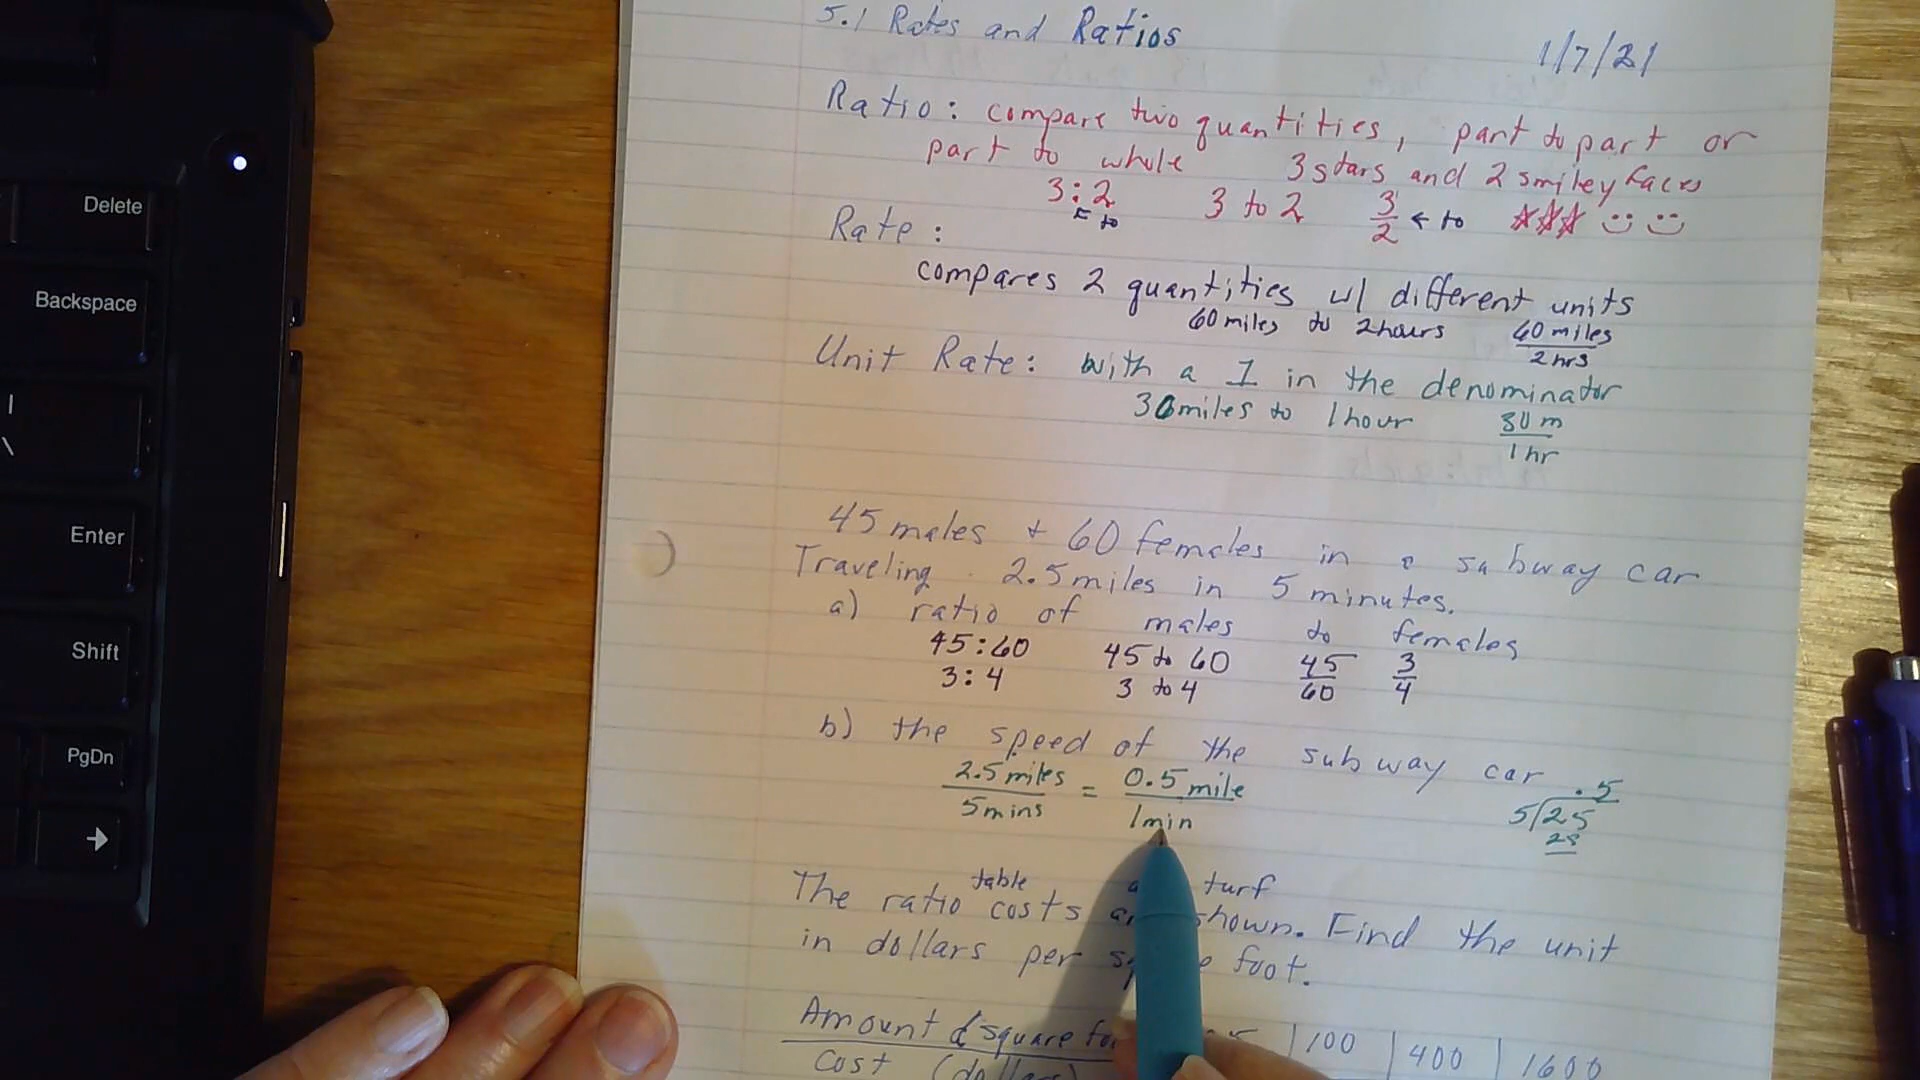 5.1 Rates and Ratios
1/7/21
Ratio: compare two quantities, part to part or
part to whole 3 stars and 2 smiley faces
3:2 3 to 2 3/2 ← to
← to
Rate:
compares 2 quantities w/ different units
60 miles to 2 hours 60 miles / 2 hrs
Unit Rate: with a 1 in the denominator
30 miles to 1 hour 30 m / 1 hr
45 males + 60 females in a subway car
Traveling 2.5 miles in 5 minutes.
a) ratio of males to females
45:60 45 to 60 45/60 3/4
3:4 3 to 4
b) the speed of the subway car
2.5 miles / 5 mins = 0.5 mile / 1 min
.5
5)25
25
table turf
The ratio costs shown. Find the unit
in dollars per foot.
Amount square 100 400 1600
Cost
Delete
Backspace
|
\
Enter
Shift
PgDn
→